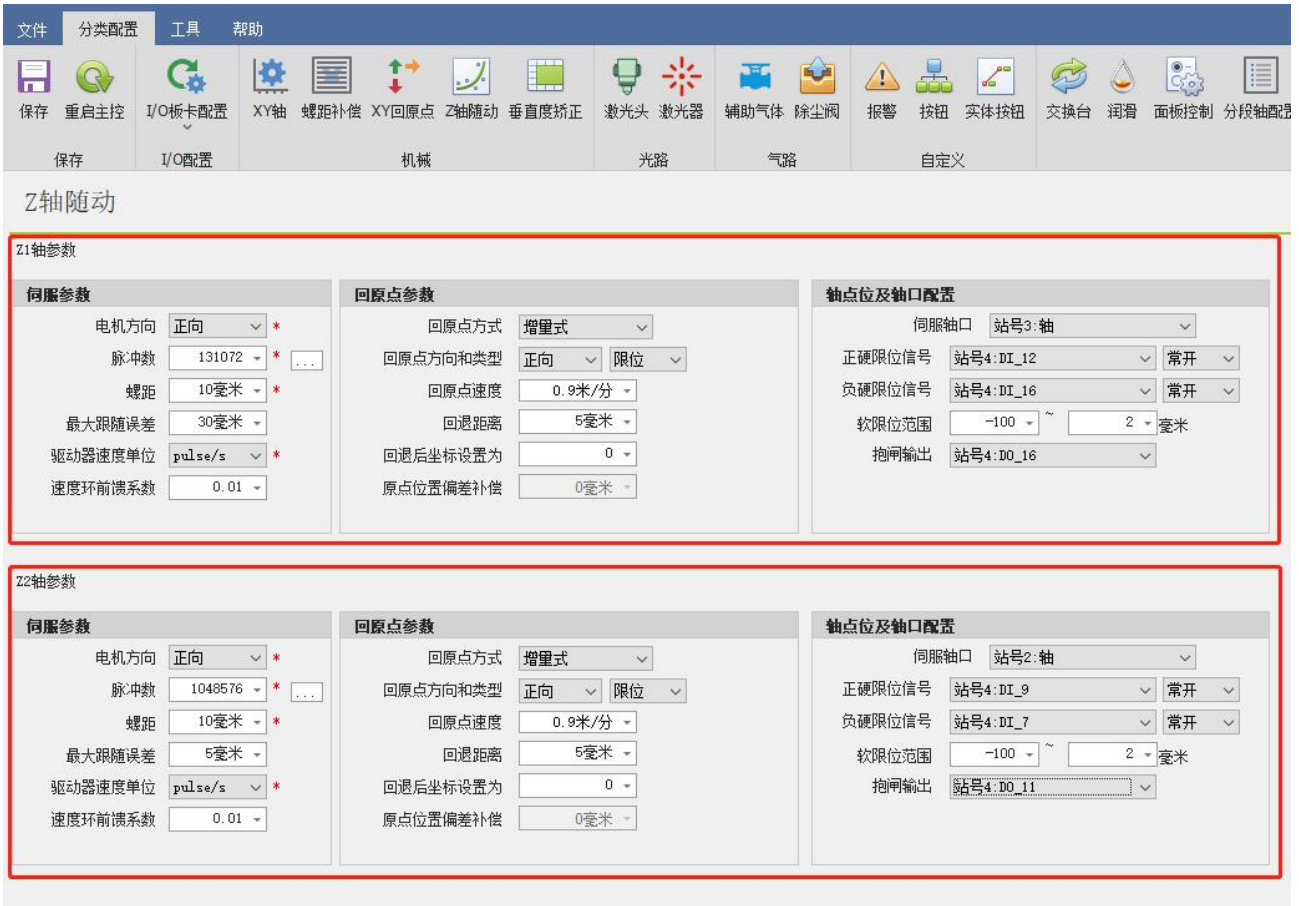 文件 分类配置 工具 帮助
保存 重启主控 I/O板卡配置 XY轴 螺距补偿 XY回原点 Z轴随动 垂直度矫正 激光头 激光器 辅助气体 除尘阀 报警 按钮 实体按钮 交换台 润滑 面板控制 分段轴配置
保存 I/O配置 机械 光路 气路 自定义
Z轴随动
Z1轴参数
伺服参数 回原点参数 轴点位及轴口配置
电机方向 正向 * 回原点方式 增量式 伺服轴口 站号3:轴
脉冲数 131072 * ... 回原点方向和类型 正向 限位 正硬限位信号 站号4:DI_12 常开
螺距 10毫米 * 回原点速度 0.9米/分 负硬限位信号 站号4:DI_16 常开
最大跟随误差 30毫米 回退距离 5毫米 软限位范围 -100 ~ 2 毫米
驱动器速度单位 pulse/s * 回退后坐标设置为 0 抱闸输出 站号4:DO_16
速度环前馈系数 0.01 原点位置偏差补偿 0毫米
Z2轴参数
伺服参数 回原点参数 轴点位及轴口配置
电机方向 正向 * 回原点方式 增量式 伺服轴口 站号2:轴
脉冲数 1048576 * ... 回原点方向和类型 正向 限位 正硬限位信号 站号4:DI_9 常开
螺距 10毫米 * 回原点速度 0.9米/分 负硬限位信号 站号4:DI_7 常开
最大跟随误差 5毫米 回退距离 5毫米 软限位范围 -100 ~ 2 毫米
驱动器速度单位 pulse/s * 回退后坐标设置为 0 抱闸输出 站号4:DO_11
速度环前馈系数 0.01 原点位置偏差补偿 0毫米